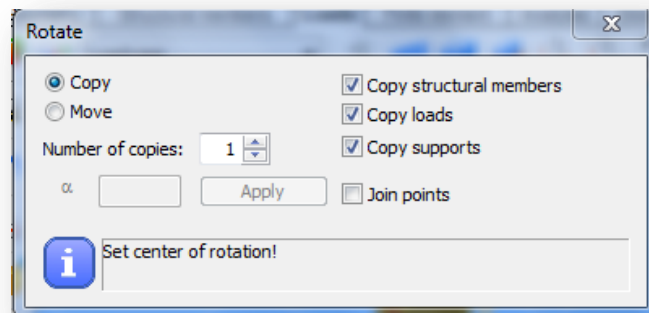 Rotate
Copy
Move
Number of copies: 1
α
Apply
Copy structural members
Copy loads
Copy supports
Join points
Set center of rotation!